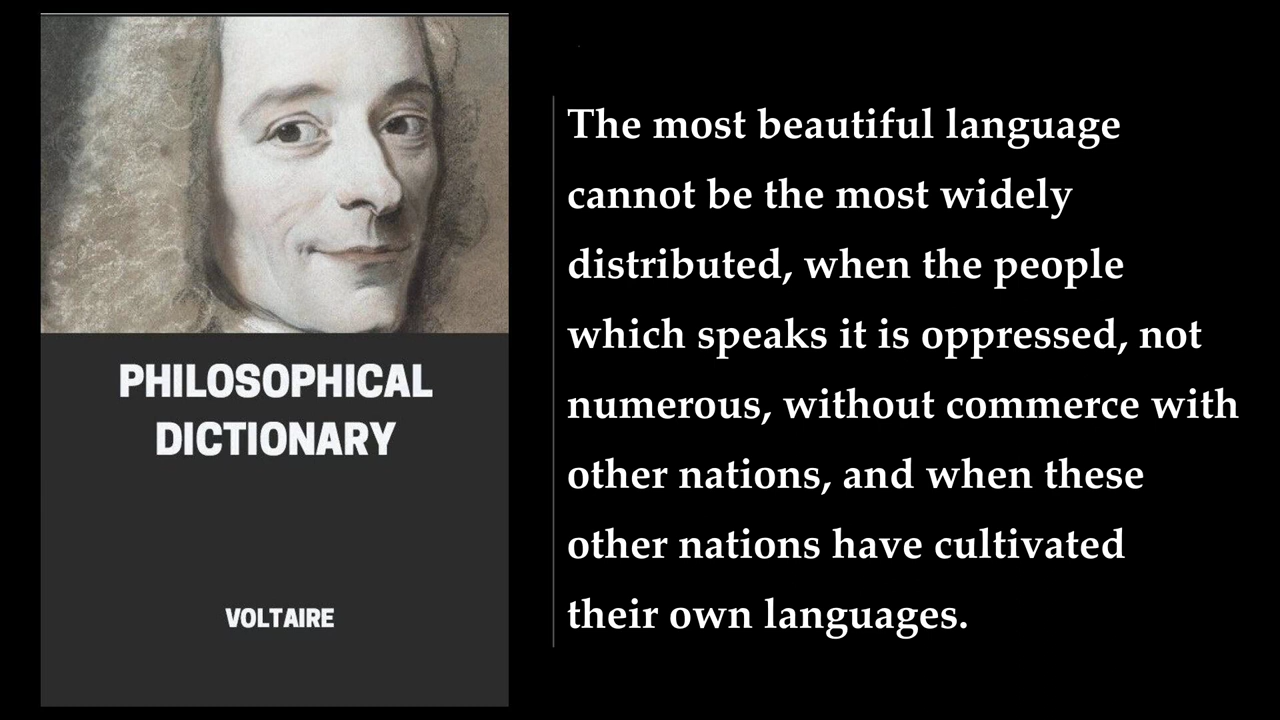 PHILOSOPHICAL
DICTIONARY
VOLTAIRE
The most beautiful language
cannot be the most widely
distributed, when the people
which speaks it is oppressed, not
numerous, without commerce with
other nations, and when these
other nations have cultivated
their own languages.